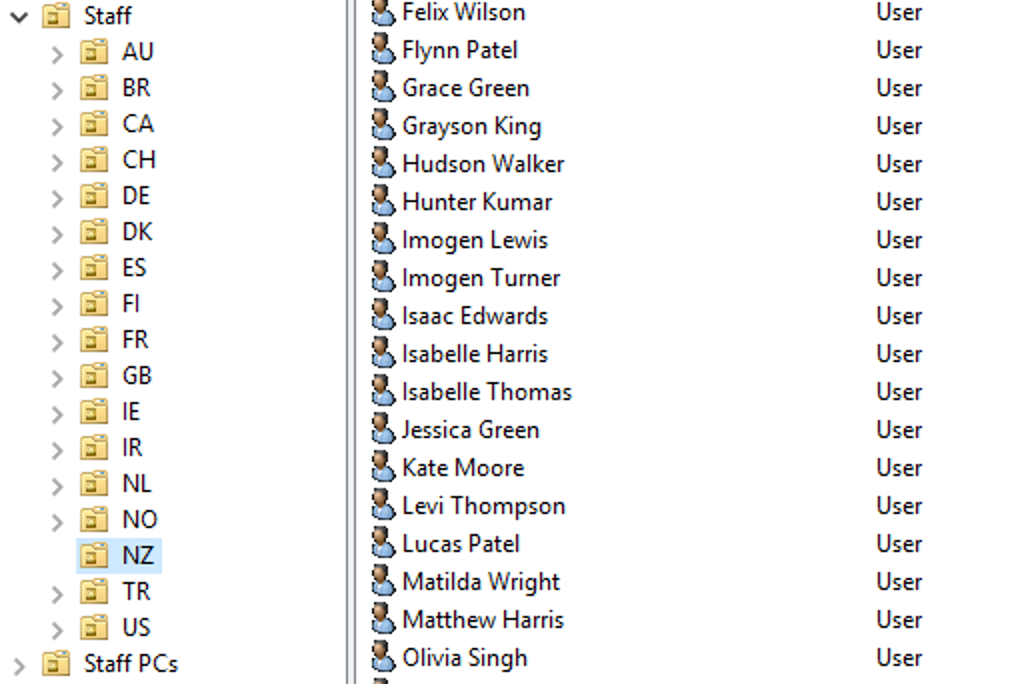 Staff
AU
BR
CA
CH
DE
DK
ES
FI
FR
GB
IE
IR
NL
NO
NZ
TR
US
Staff PCs
Felix Wilson User
Flynn Patel User
Grace Green User
Grayson King User
Hudson Walker User
Hunter Kumar User
Imogen Lewis User
Imogen Turner User
Isaac Edwards User
Isabelle Harris User
Isabelle Thomas User
Jessica Green User
Kate Moore User
Levi Thompson User
Lucas Patel User
Matilda Wright User
Matthew Harris User
Olivia Singh User